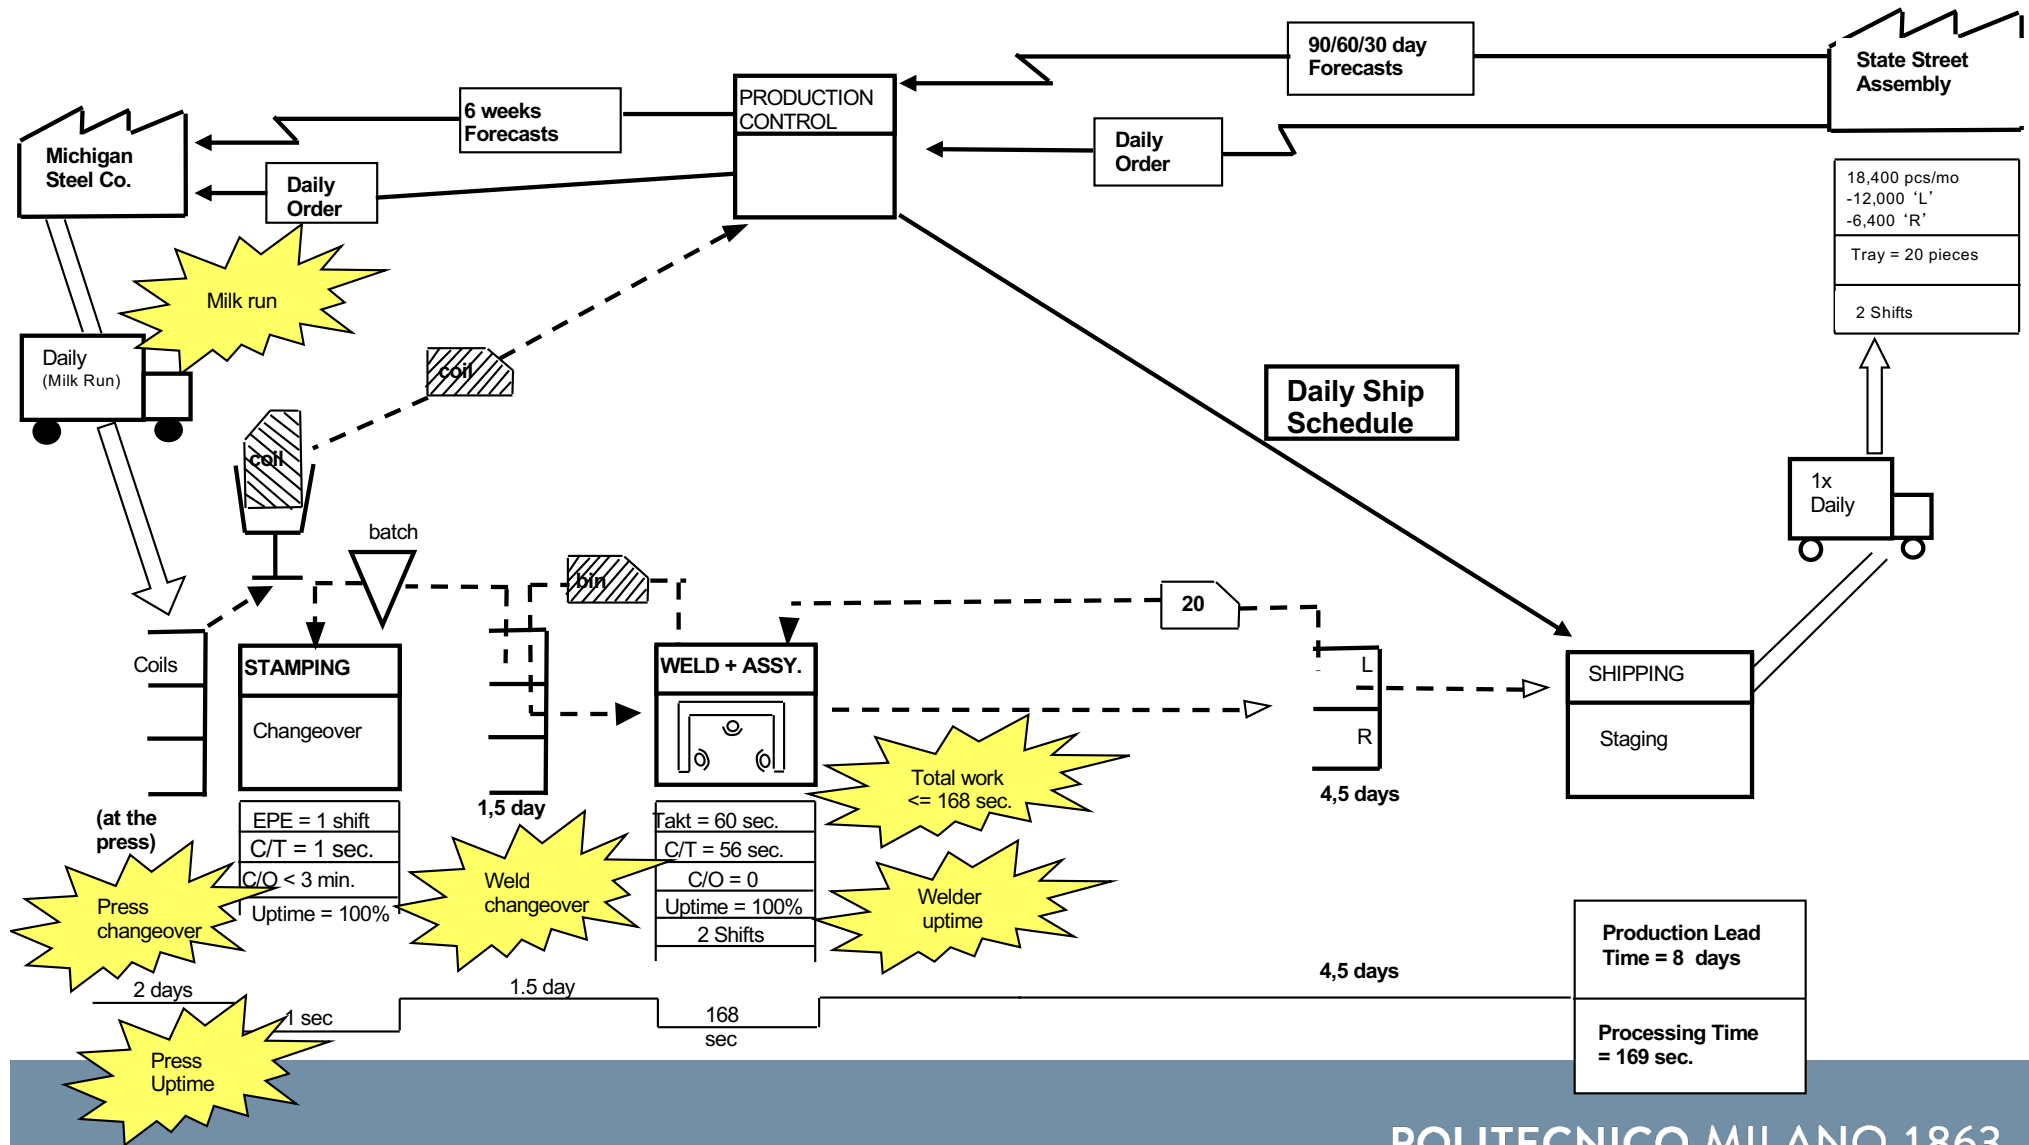 90/60/30 day
Forecasts
State Street
Assembly
PRODUCTION
CONTROL
6 weeks
Forecasts
Michigan
Steel Co.
Daily
Order
Daily
Order
18,400 pcs/mo
-12,000 ‘L’
-6,400 ‘R’
Tray = 20 pieces
2 Shifts
Milk run
Daily
(Milk Run)
coil
coil
Daily Ship
Schedule
1x
Daily
batch
bin
20
Coils
STAMPING
Changeover
WELD + ASSY.
L
R
SHIPPING
Staging
(at the
press)
1,5 day
4,5 days
Total work
<= 168 sec.
EPE = 1 shift
C/T = 1 sec.
C/O < 3 min.
Uptime = 100%
Takt = 60 sec.
C/T = 56 sec.
C/O = 0
Uptime = 100%
2 Shifts
Press
changeover
Weld
changeover
Welder
uptime
Production Lead
Time = 8 days
Processing Time
= 169 sec.
2 days
1 sec
1.5 day
168
sec
4,5 days
Press
Uptime
POLITECNICO MILANO 1863